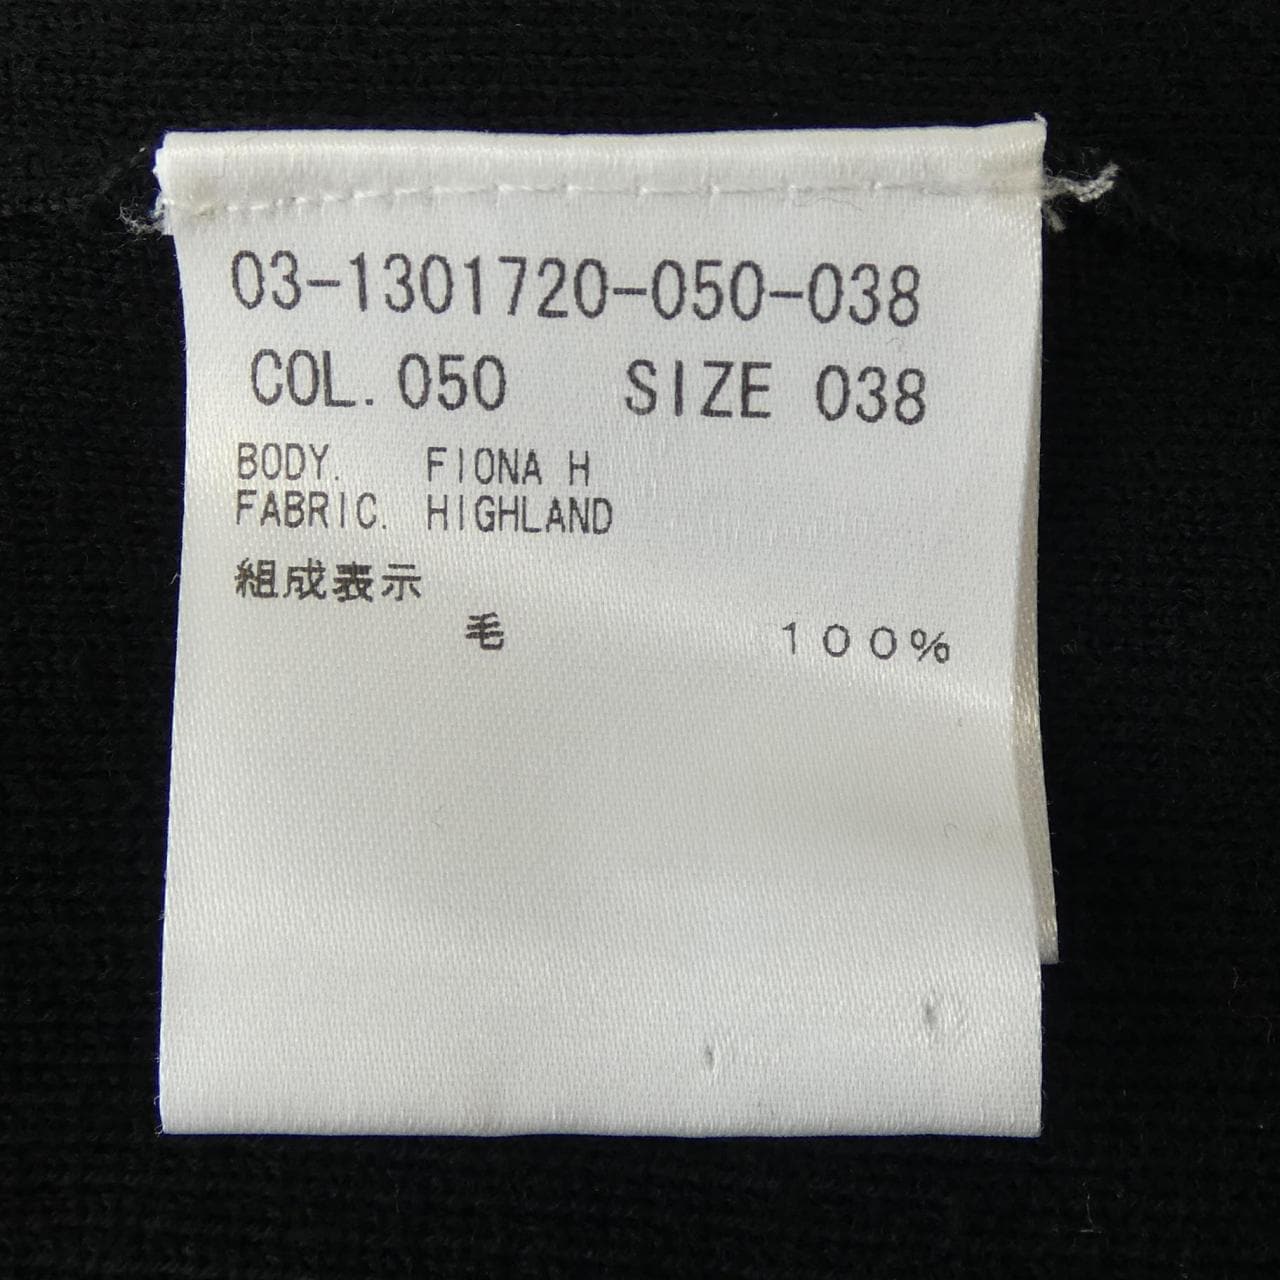 03-1301720-050-038
COL. 050 SIZE 038
BODY. FIONA H
FABRIC. HIGHLAND
組成表示
毛 100%